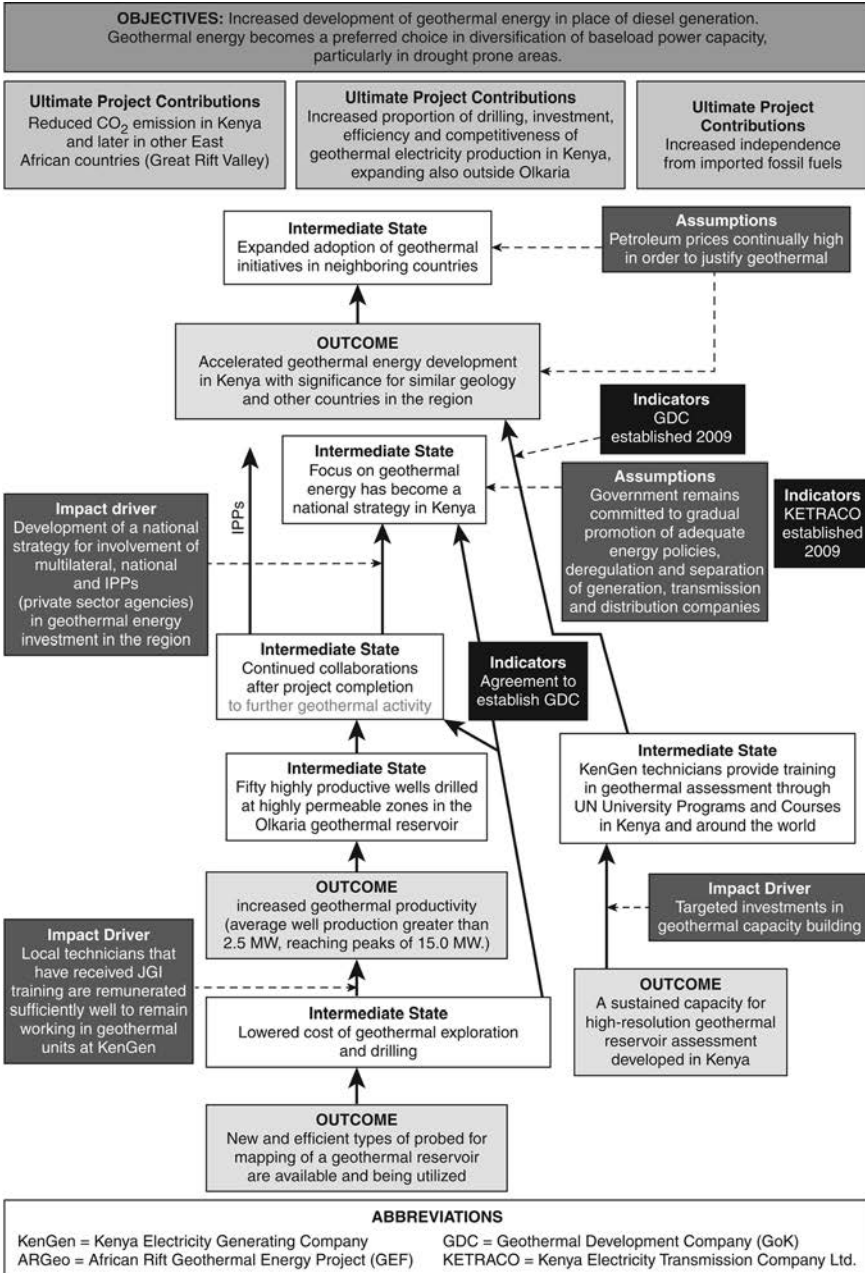 OBJECTIVES: Increased development of geothermal energy in place of diesel generation.
Geothermal energy becomes a preferred choice in diversification of baseload power capacity,
particularly in drought prone areas.
Ultimate Project Contributions
Reduced CO2 emission in Kenya
and later in other East
African countries (Great Rift Valley)
Ultimate Project Contributions
Increased proportion of drilling, investment,
efficiency and competitiveness of
geothermal electricity production in Kenya,
expanding also outside Olkaria
Ultimate Project
Contributions
Increased independence
from imported fossil fuels
Intermediate State
Expanded adoption of geothermal
initiatives in neighboring countries
Assumptions
Petroleum prices continually high
in order to justify geothermal
OUTCOME
Accelerated geothermal energy development
in Kenya with significance for similar geology
and other countries in the region
Indicators
GDC
established 2009
Intermediate State
Focus on geothermal
energy has become a
national strategy in Kenya
Assumptions
Government remains
committed to gradual
promotion of adequate
energy policies,
deregulation and separation
of generation, transmission
and distribution companies
Indicators
KETRACO
established
2009
Impact driver
Development of a national
strategy for involvement of
multilateral, national
and IPPs
(private sector agencies)
in geothermal energy
investment in the region
IPPs
Intermediate State
Continued collaborations
after project completion
to further geothermal activity
Indicators
Agreement to
establish GDC
Intermediate State
Fifty highly productive wells drilled
at highly permeable zones in the
Olkaria geothermal reservoir
Intermediate State
KenGen technicians provide training
in geothermal assessment through
UN University Programs and Courses
in Kenya and around the world
OUTCOME
increased geothermal productivity
(average well production greater than
2.5 MW, reaching peaks of 15.0 MW.)
Impact Driver
Targeted investments in
geothermal capacity building
Impact Driver
Local technicians that
have received JGI
training are remunerated
sufficiently well to remain
working in geothermal
units at KenGen
Intermediate State
Lowered cost of geothermal exploration
and drilling
OUTCOME
A sustained capacity for
high-resolution geothermal
reservoir assessment
developed in Kenya
OUTCOME
New and efficient types of probed for
mapping of a geothermal reservoir
are available and being utilized
ABBREVIATIONS
KenGen = Kenya Electricity Generating Company
ARGeo = African Rift Geothermal Energy Project (GEF)
GDC = Geothermal Development Company (GoK)
KETRACO = Kenya Electricity Transmission Company Ltd.